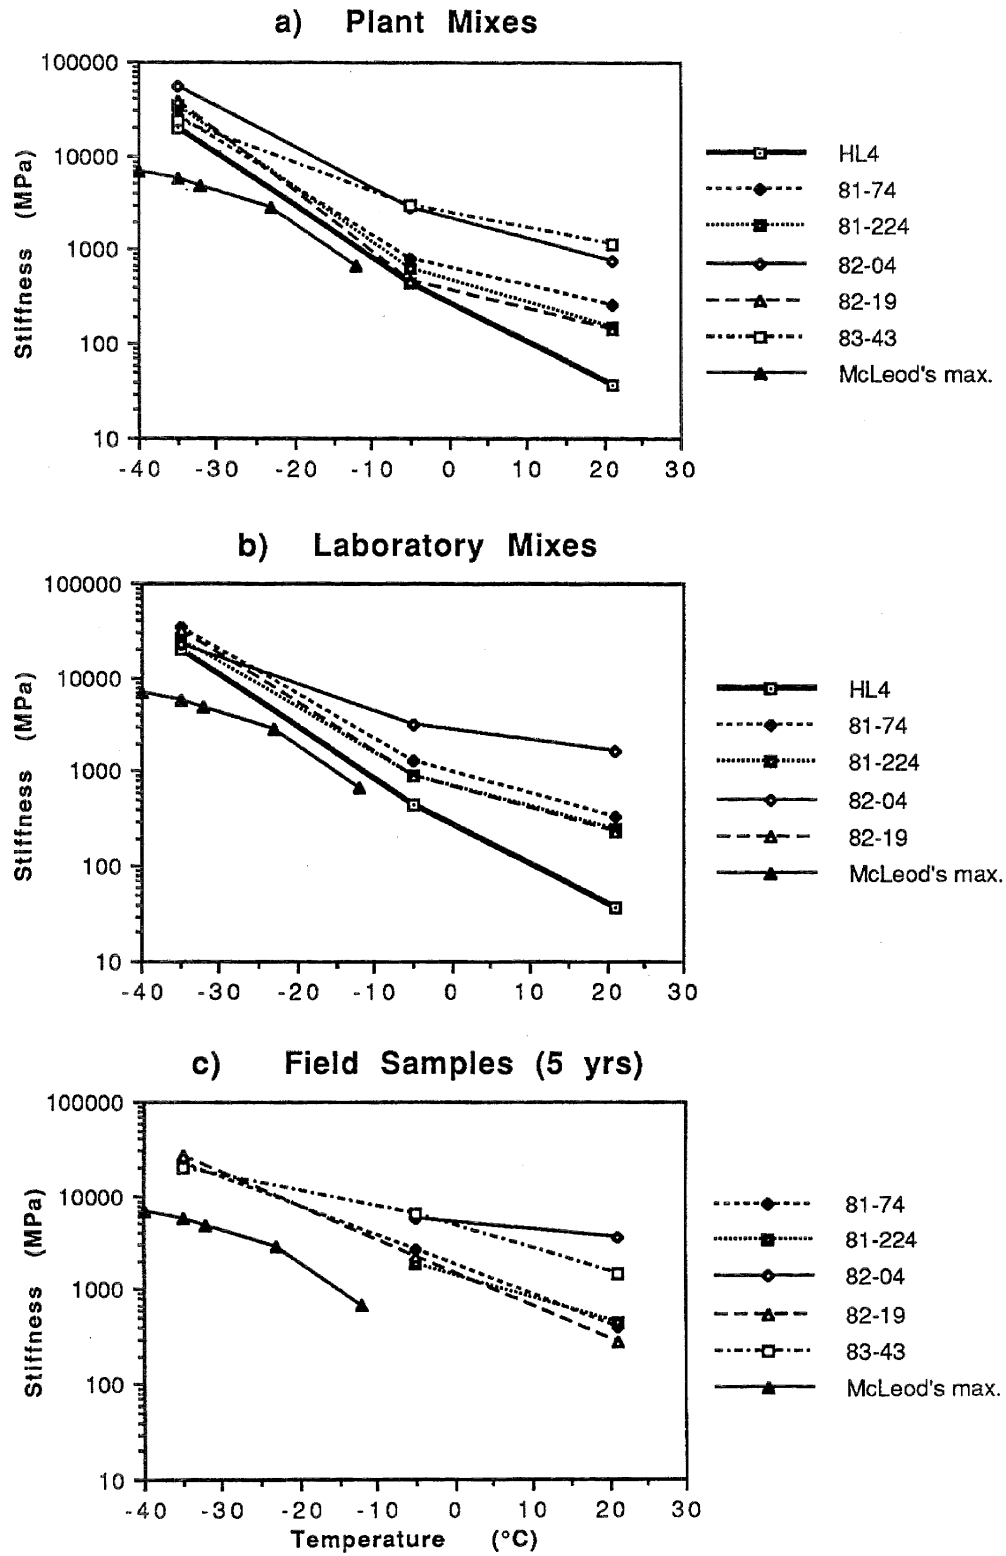 a) Plant Mixes
100000
10000
1000
100
10
Stiffness (MPa)
-40 -30 -20 -10 0 10 20 30
HL4
81-74
81-224
82-04
82-19
83-43
McLeod's max.
b) Laboratory Mixes
100000
10000
1000
100
10
Stiffness (MPa)
-40 -30 -20 -10 0 10 20 30
HL4
81-74
81-224
82-04
82-19
McLeod's max.
c) Field Samples (5 yrs)
100000
10000
1000
100
10
Stiffness (MPa)
-40 -30 -20 -10 0 10 20 30
Temperature (°C)
81-74
81-224
82-04
82-19
83-43
McLeod's max.